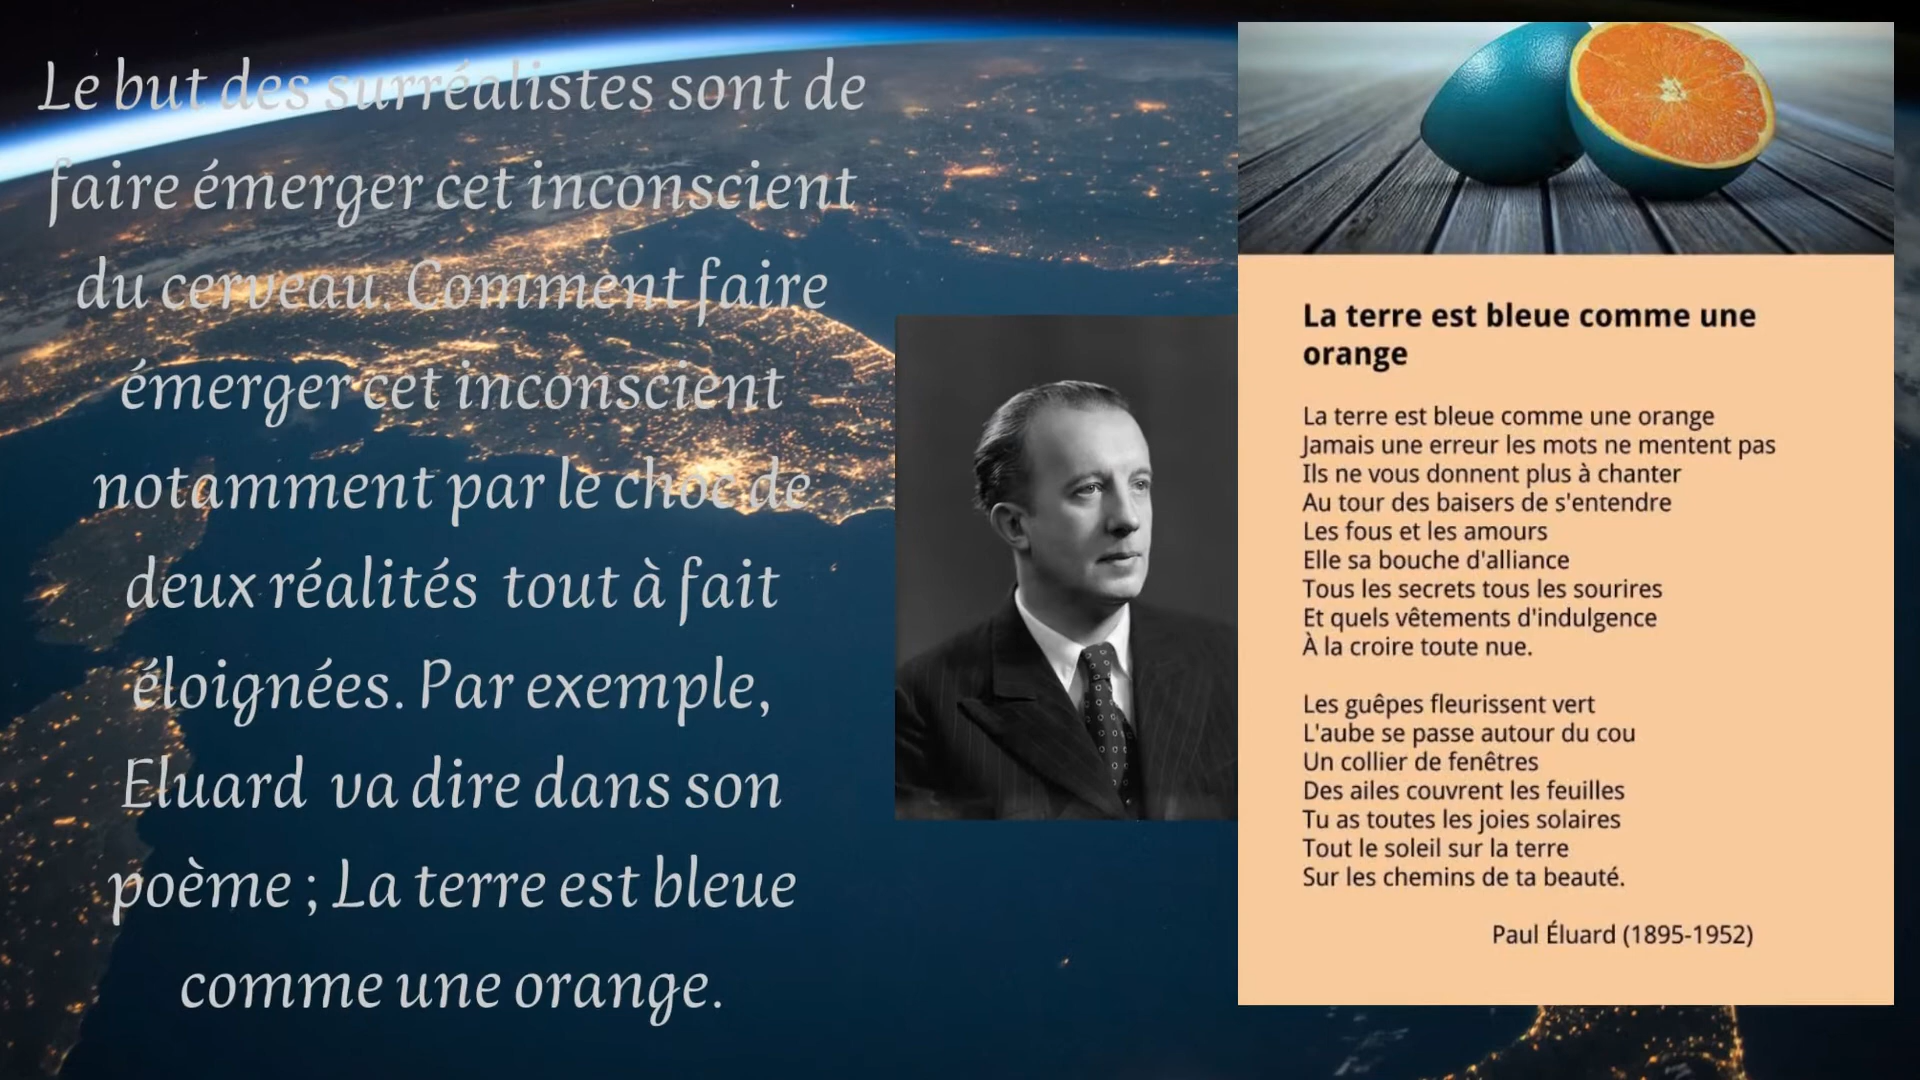 Le but des surréalistes sont de
faire émerger cet inconscient
du cerveau. Comment faire
émerger cet inconscient
notamment par le choc de
deux réalités  tout à fait
éloignées. Par exemple,
Eluard  va dire dans son
poème ; La terre est bleue
comme une orange.
La terre est bleue comme une
orange
La terre est bleue comme une orange
Jamais une erreur les mots ne mentent pas
Ils ne vous donnent plus à chanter
Au tour des baisers de s'entendre
Les fous et les amours
Elle sa bouche d'alliance
Tous les secrets tous les sourires
Et quels vêtements d'indulgence
À la croire toute nue.
Les guêpes fleurissent vert
L'aube se passe autour du cou
Un collier de fenêtres
Des ailes couvrent les feuilles
Tu as toutes les joies solaires
Tout le soleil sur la terre
Sur les chemins de ta beauté.
Paul Éluard (1895-1952)